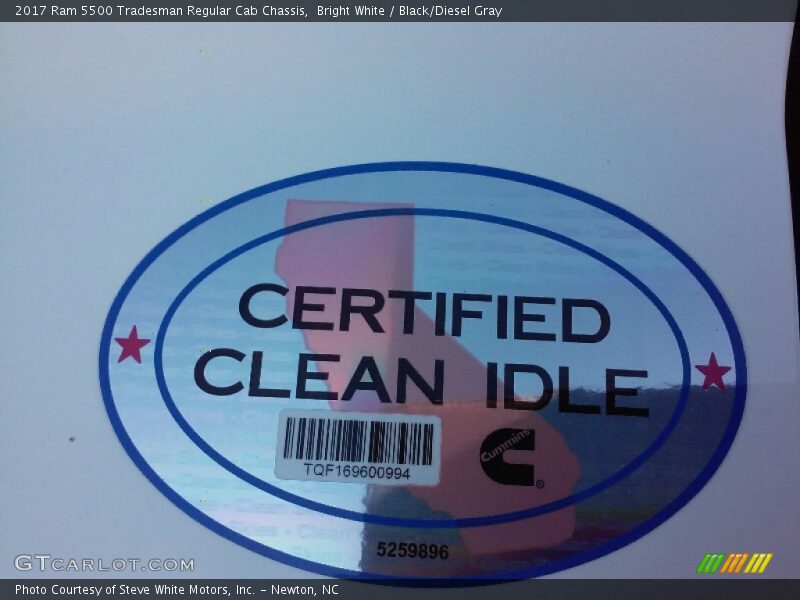 2017 Ram 5500 Tradesman Regular Cab Chassis,  Bright White / Black/Diesel Gray
CERTIFIED
CLEAN IDLE
TQF169600994
Cummins
®
5259896
GTCARLOT.COM
Photo Courtesy of Steve White Motors, Inc. – Newton, NC